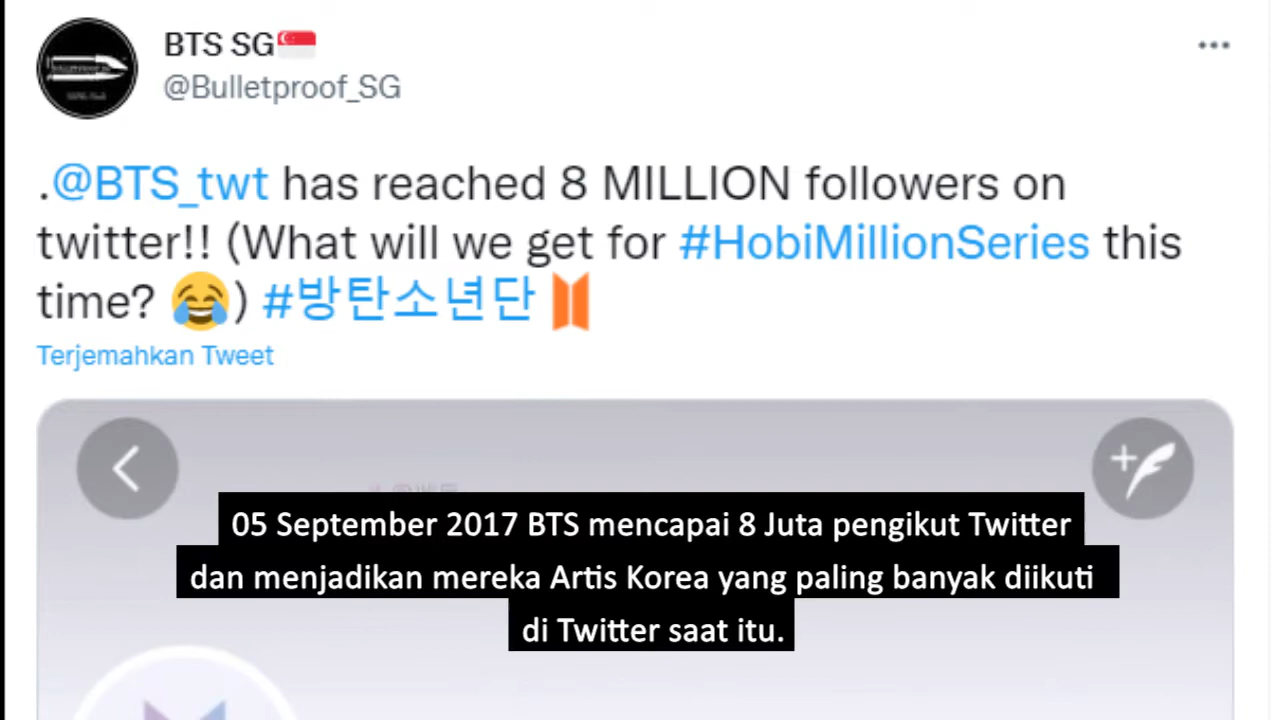 BTS SG🇸🇬
@Bulletproof_SG
.@BTS_twt has reached 8 MILLION followers on
twitter!! (What will we get for #HobiMillionSeries this
time? 😂) #방탄소년단
Terjemahkan Tweet
05 September 2017 BTS mencapai 8 Juta pengikut Twitter
dan menjadikan mereka Artis Korea yang paling banyak diikuti
di Twitter saat itu.